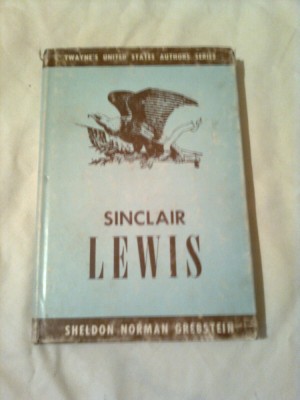 TWAYNE'S UNITED STATES AUTHORS SERIES
SINCLAIR
LEWIS
SHELDON NORMAN GREBSTEIN